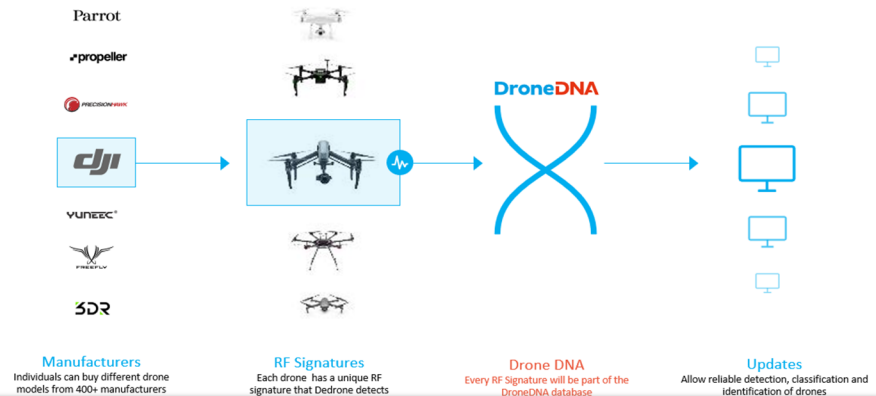 Parrot
propeller
PRECISIONHAWK
dji
YUNEEC®
FREEFLY
3DR
DroneDNA
Manufacturers
Individuals can buy different drone
models from 400+ manufacturers
RF Signatures
Each drone has a unique RF
signature that Dedrone detects
Drone DNA
Every RF Signature will be part of the
DroneDNA database
Updates
Allow reliable detection, classification and
identification of drones